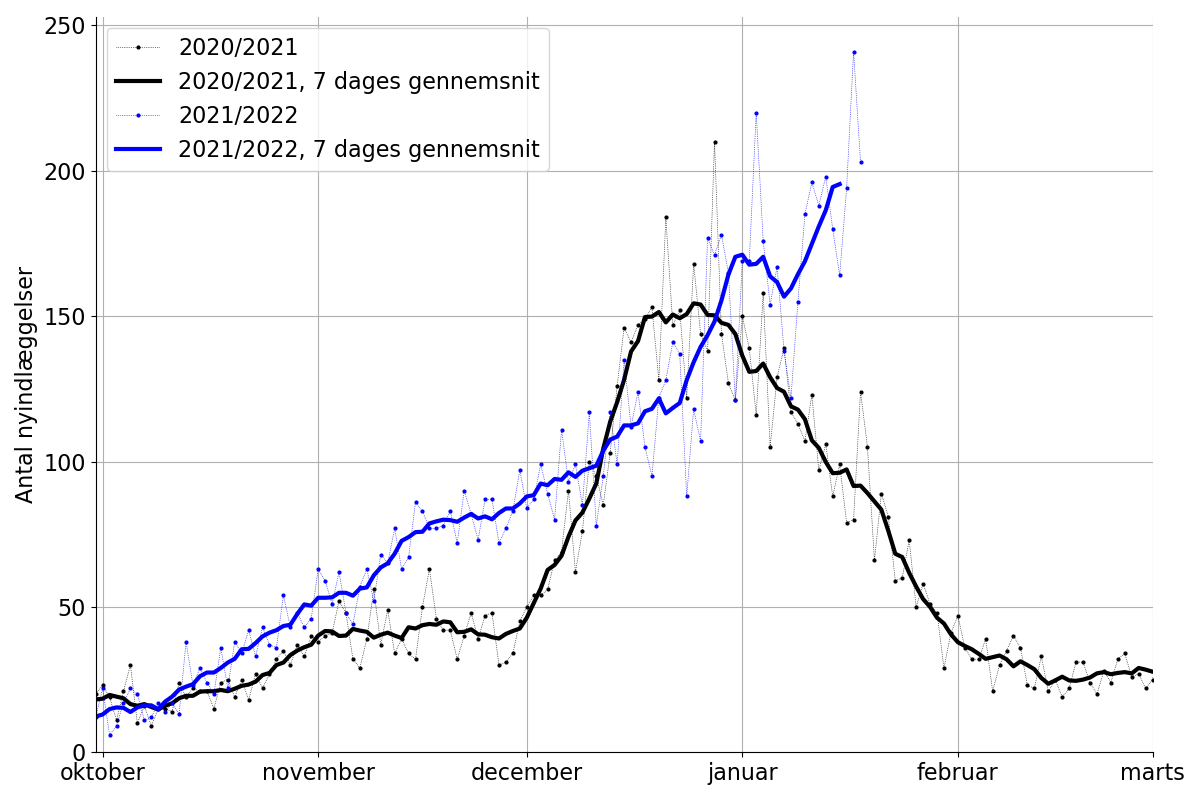 250
200
150
100
50
0
Antal nyindlæggelser
2020/2021
2020/2021, 7 dages gennemsnit
2021/2022
2021/2022, 7 dages gennemsnit
oktober november december januar februar marts